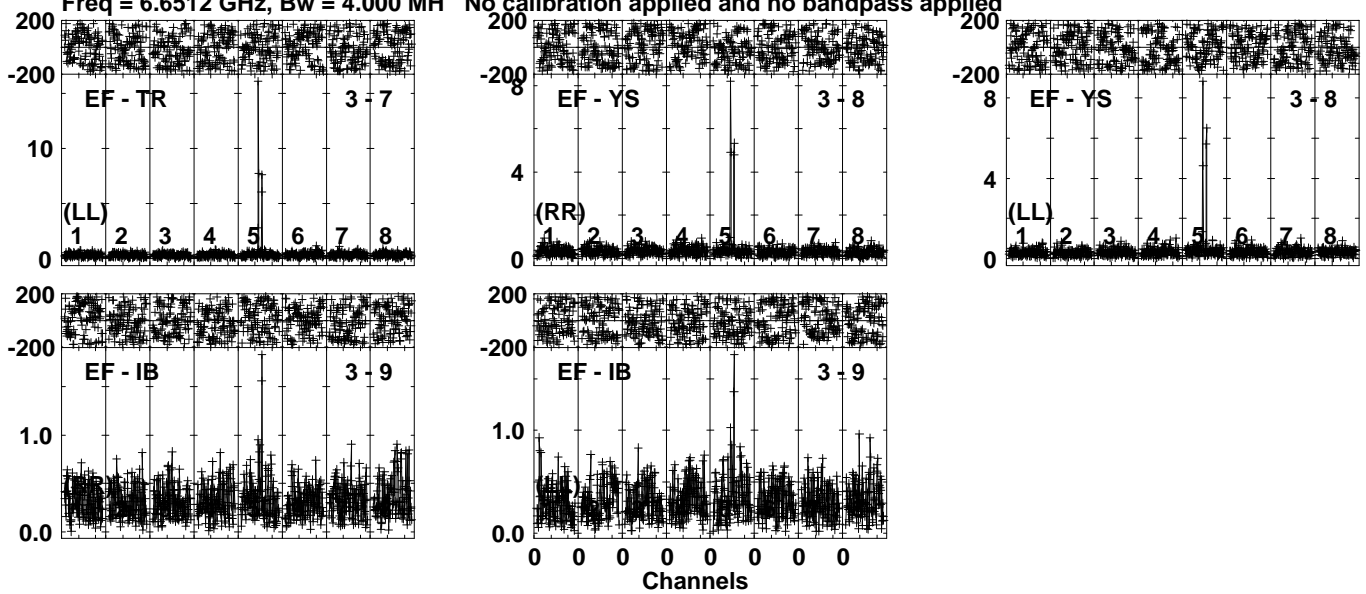 Freq = 6.6512 GHz, Bw = 4.000 MH No calibration applied and no bandpass applied
200 200 200
-200 -200 -200
EF - TR 3 - 7 EF - YS 3 - 8 EF - YS 3 - 8
8 8
10
4 4
(LL) (RR) (LL)
1 2 3 4 5 6 7 8 1 2 3 4 5 6 7 8 1 2 3 4 5 6 7 8
0 0 0
200 200
-200 -200
EF - IB 3 - 9 EF - IB 3 - 9
1.0 1.0
0.0 0.0
0 0 0 0 0 0 0 0
Channels